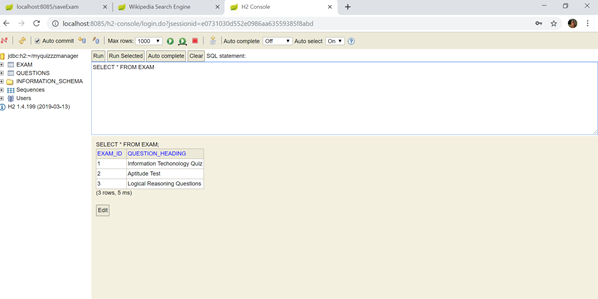 localhost:8085/saveExam
Wikipedia Search Engine
H2 Console
localhost:8085/h2-console/login.do?jsessionid=e0731030d552e0986aa63559385f8abd
Auto commit
Max rows: 1000
Auto complete Off
Auto select On
jdbc:h2:~/myquizzzmanager
EXAM
QUESTIONS
INFORMATION_SCHEMA
Sequences
Users
H2 1.4.199 (2019-03-13)
Run Run Selected Auto complete Clear SQL statement:
SELECT * FROM EXAM
SELECT * FROM EXAM;
EXAM_ID QUESTION_HEADING
1 Information Techonology Quiz
2 Aptitude Test
3 Logical Reasoning Questions
(3 rows, 5 ms)
Edit